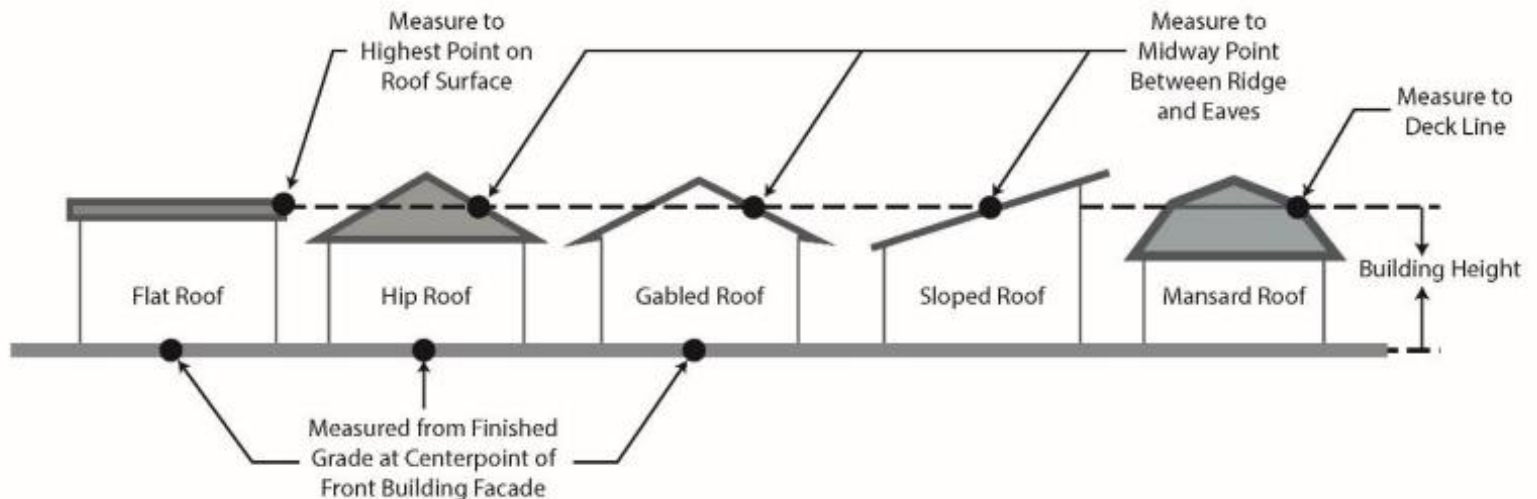 Measure to
Highest Point on
Roof Surface
Measure to
Midway Point
Between Ridge
and Eaves
Measure to
Deck Line
Flat Roof
Hip Roof
Gabled Roof
Sloped Roof
Mansard Roof
Building Height
Measured from Finished
Grade at Centerpoint of
Front Building Facade